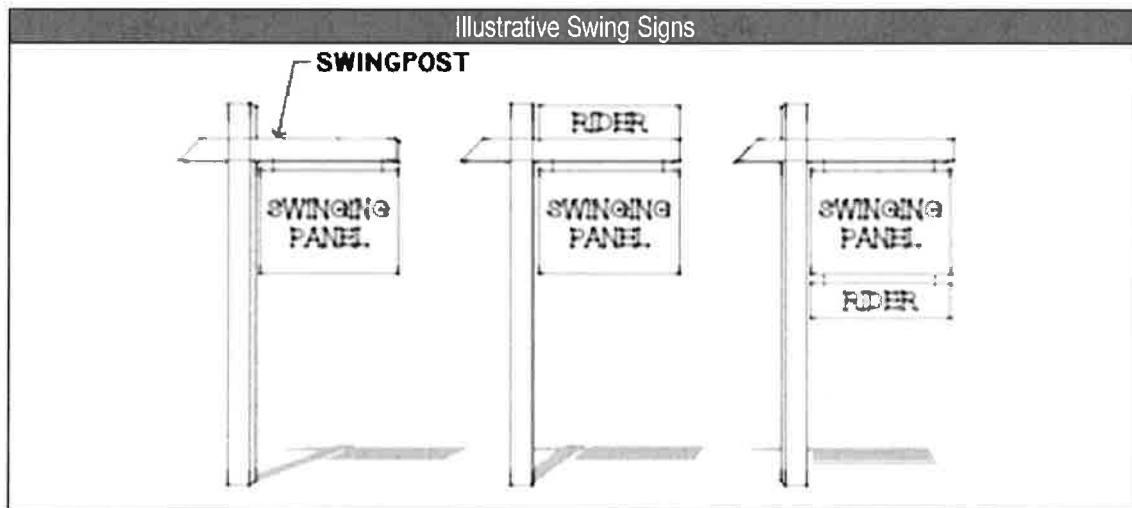 Illustrative Swing Signs
SWINGPOST
SWINGING
PANEL
RIDER
SWINGING
PANEL
SWINGING
PANEL
RIDER